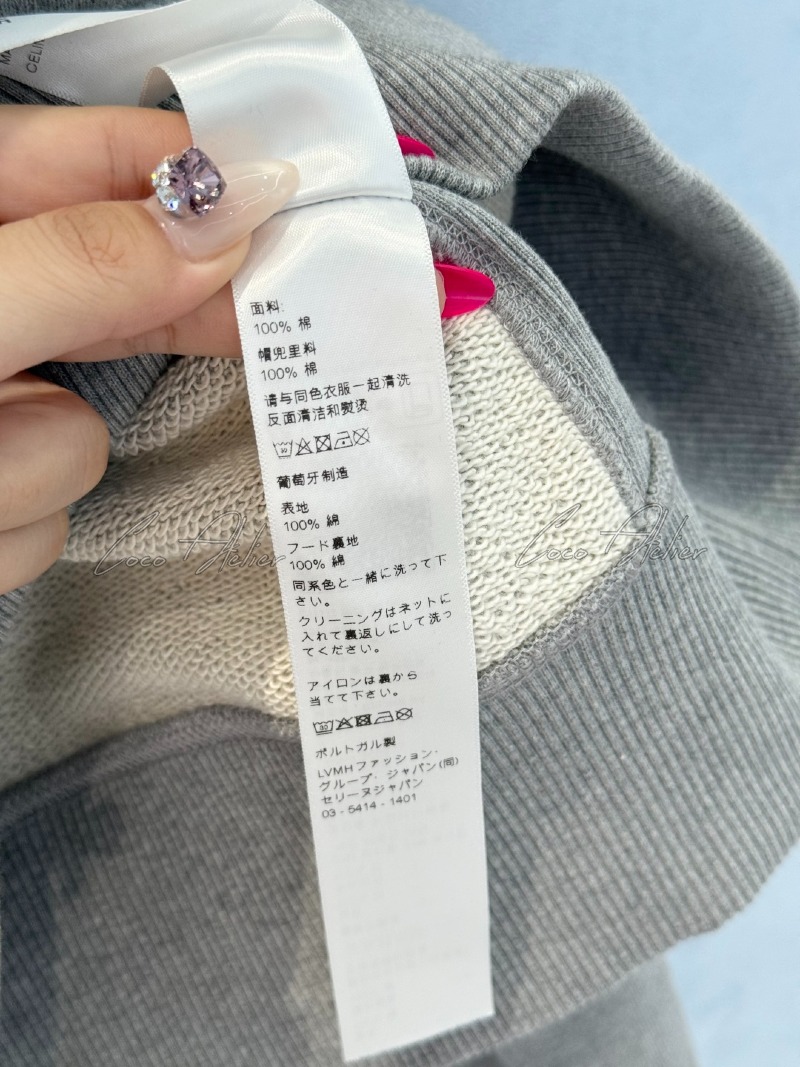 CELIN
面料:
100% 棉
帽兜里料
100% 棉
请与同色衣服一起清洗
反面清洁和熨烫
30
葡萄牙制造
表地
100% 綿
フード裏地
100% 綿
同系色と一緒に洗って下
さい。
クリーニングはネットに
入れて裏返しにして洗っ
てください。
アイロンは裏から
当てて下さい。
30
ポルトガル製
LVMHファッション・
グループ・ジャパン(同)
セリーヌジャパン
03-5414-1401
Coco Atelier
Coco Atelier